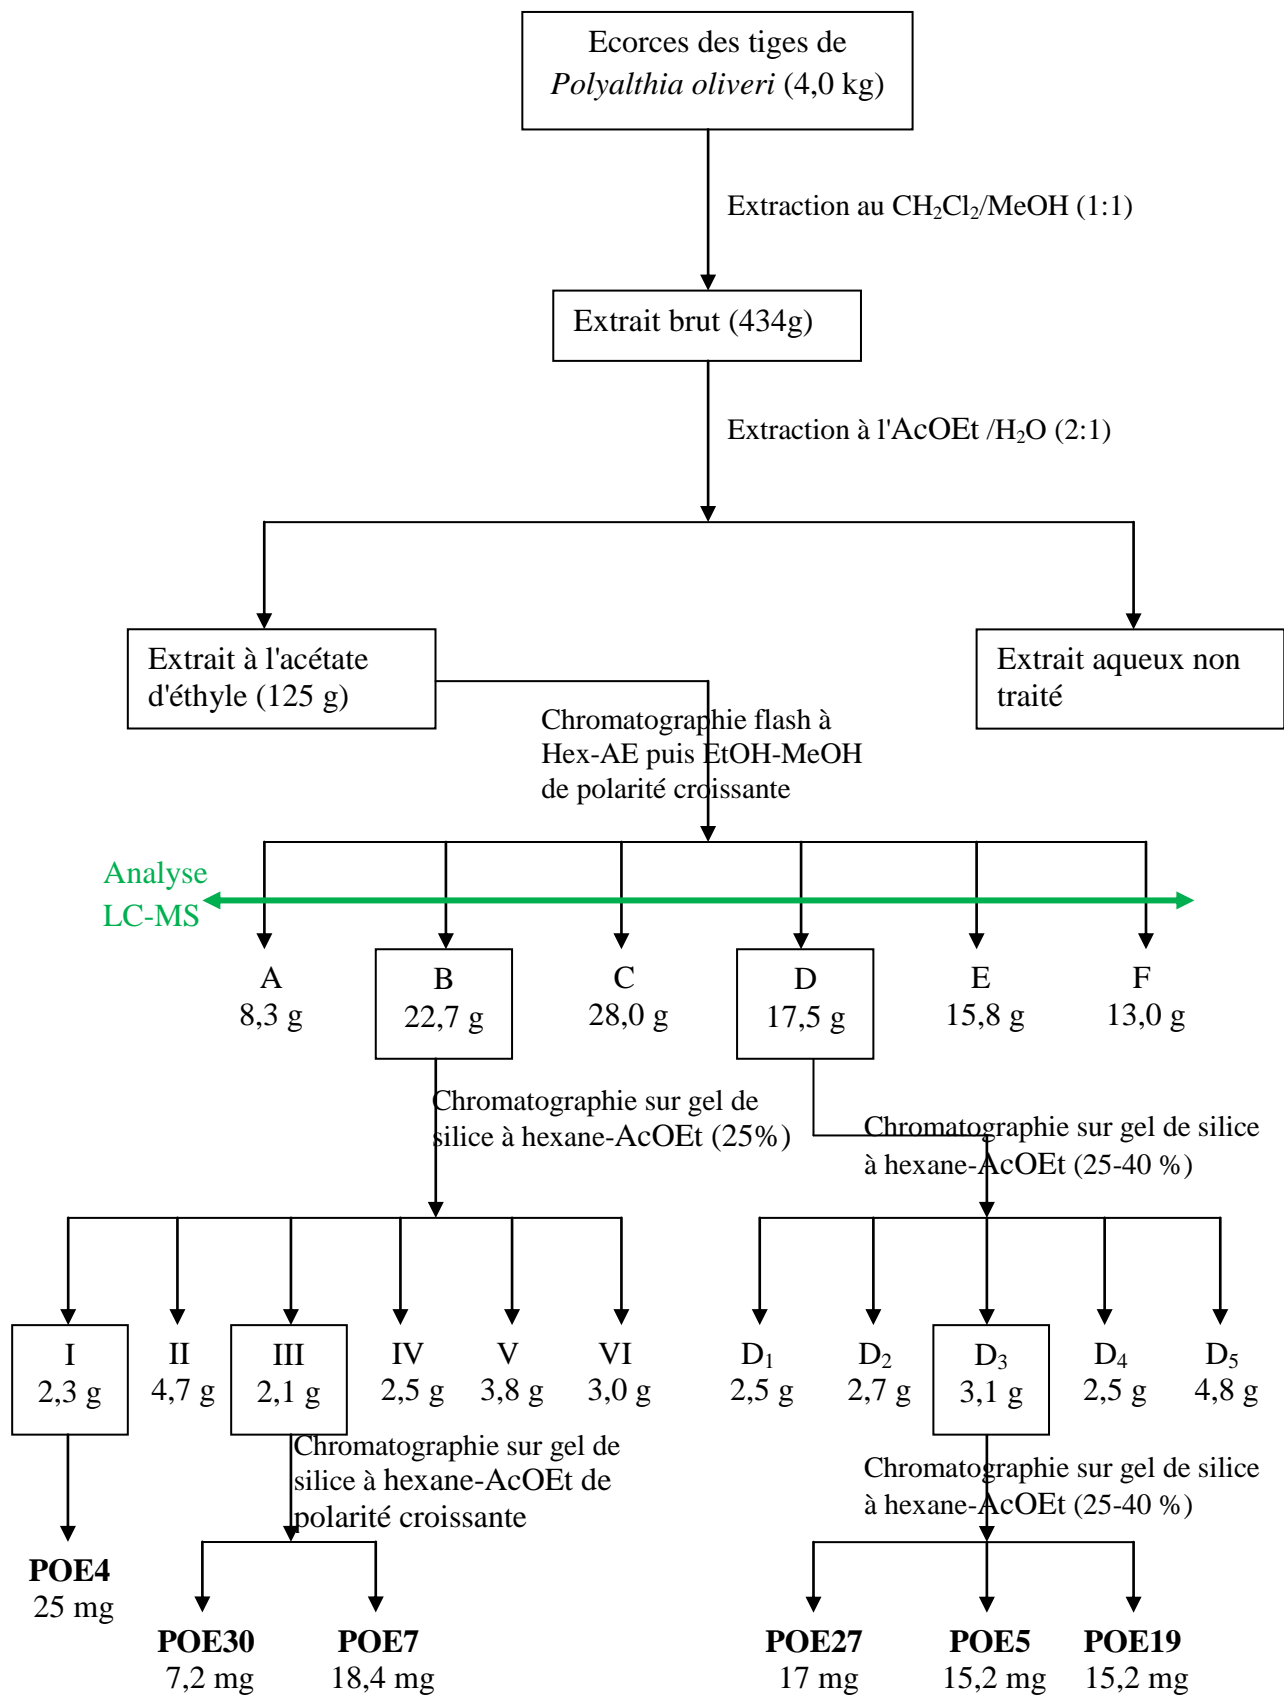 Ecorces des tiges de
Polyalthia oliveri (4,0 kg)
Extraction au CH₂Cl₂/MeOH (1:1)
Extrait brut (434g)
Extraction à l'AcOEt /H₂O (2:1)
Extrait à l'acétate
d'éthyle (125 g)
Extrait aqueux non
traité
Chromatographie flash à
Hex-AE puis EtOH-MeOH
de polarité croissante
Analyse
LC-MS
A
8,3 g
B
22,7 g
C
28,0 g
D
17,5 g
E
15,8 g
F
13,0 g
Chromatographie sur gel de
silice à hexane-AcOEt (25%)
Chromatographie sur gel de silice
à hexane-AcOEt (25-40 %)
I
2,3 g
II
4,7 g
III
2,1 g
IV
2,5 g
V
3,8 g
VI
3,0 g
D₁
2,5 g
D₂
2,7 g
D₃
3,1 g
D₄
2,5 g
D₅
4,8 g
Chromatographie sur gel de
silice à hexane-AcOEt de
polarité croissante
Chromatographie sur gel de silice
à hexane-AcOEt (25-40 %)
POE4
25 mg
POE30
7,2 mg
POE7
18,4 mg
POE27
17 mg
POE5
15,2 mg
POE19
15,2 mg